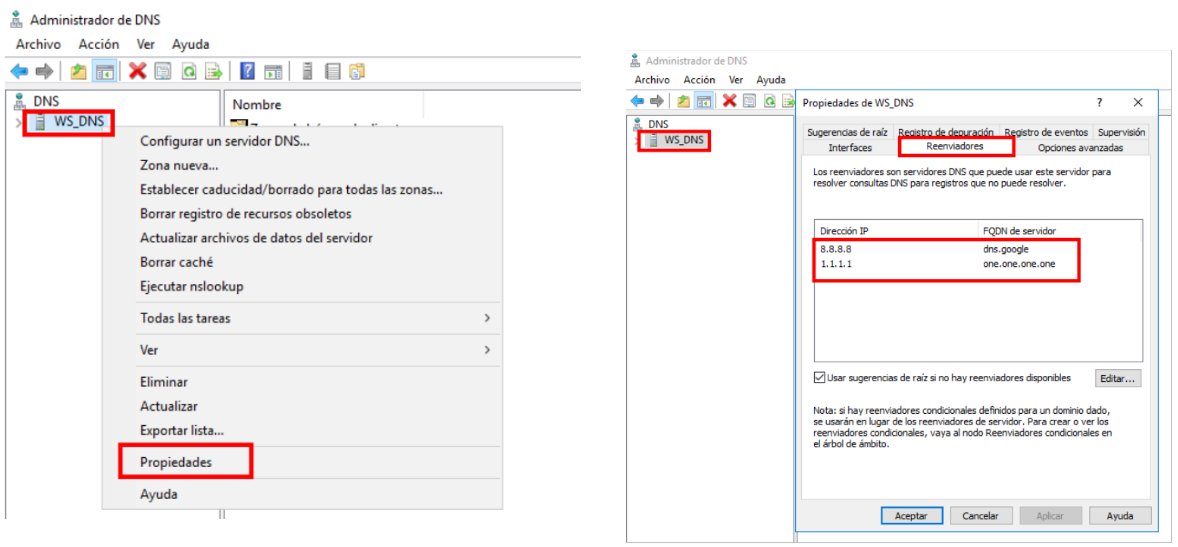 Administrador de DNS
Archivo Acción Ver Ayuda
DNS
WS_DNS
Nombre
Configurar un servidor DNS...
Zona nueva...
Establecer caducidad/borrado para todas las zonas...
Borrar registro de recursos obsoletos
Actualizar archivos de datos del servidor
Borrar caché
Ejecutar nslookup
Todas las tareas
Ver
Eliminar
Actualizar
Exportar lista...
Propiedades
Ayuda
Administrador de DNS
Archivo Acción Ver Ayuda
DNS
WS_DNS
Propiedades de WS_DNS
Sugerencias de raíz Registro de depuración Registro de eventos Supervisión
Interfaces Reenviadores Opciones avanzadas
Los reenviadores son servidores DNS que puede usar este servidor para
resolver consultas DNS para registros que no puede resolver.
Dirección IP FQDN de servidor
8.8.8.8 dns.google
1.1.1.1 one.one.one.one
Usar sugerencias de raíz si no hay reenviadores disponibles
Editar...
Nota: si hay reenviadores condicionales definidos para un dominio dado,
se usarán en lugar de los reenviadores de servidor. Para crear o ver los
reenviadores condicionales, vaya al nodo Reenviadores condicionales en
el árbol de ámbito.
Aceptar Cancelar Aplicar Ayuda